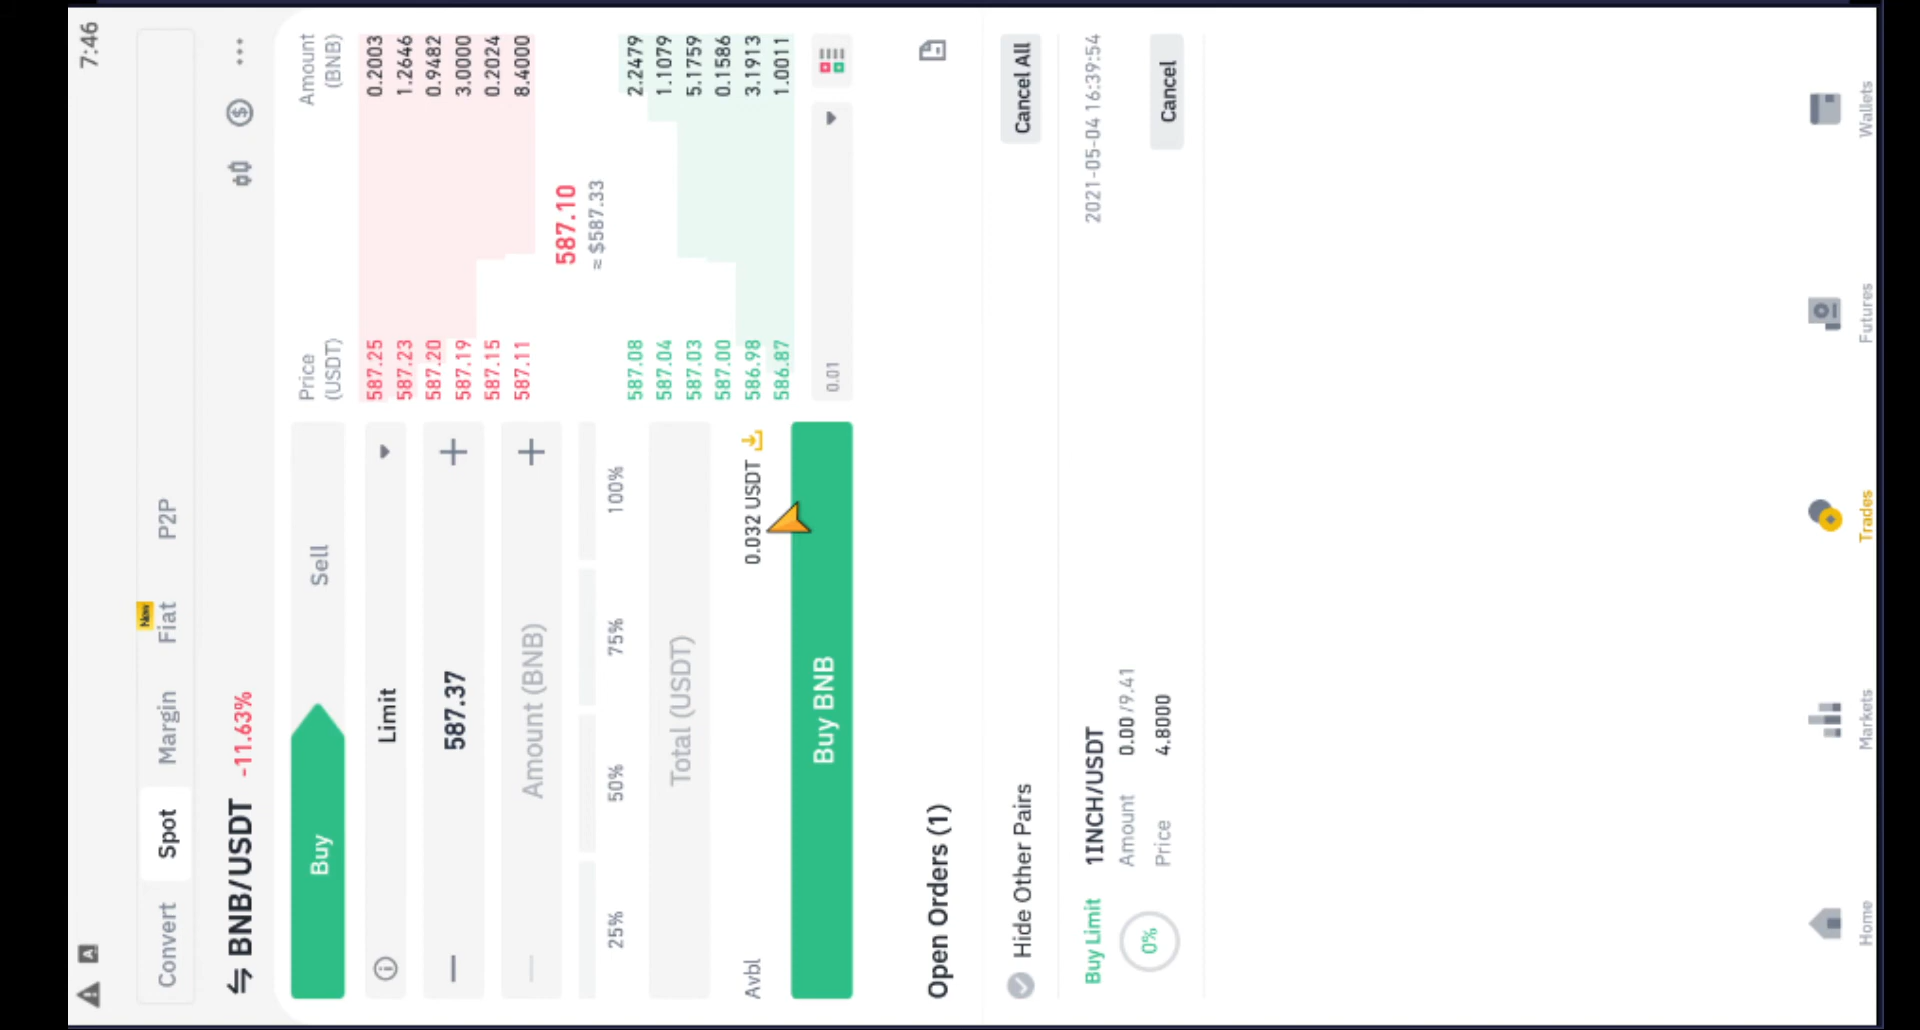 7:46
Convert Spot Margin Fiat P2P
New
BNB/USDT -11.63%
Buy Sell
Limit
587.37
Amount (BNB)
25% 50% 75% 100%
Total (USDT)
Avbl 0.032 USDT
Buy BNB
Price (USDT) Amount (BNB)
587.25 0.2003
587.23 1.2646
587.20 0.9482
587.19 3.0000
587.15 0.2024
587.11 8.4000
587.10
≈ $587.33
587.08 2.2479
587.04 1.1079
587.03 5.1759
587.00 0.1586
586.98 3.1913
586.87 1.0011
0.01
Open Orders (1)
Hide Other Pairs Cancel All
Buy Limit 1INCH/USDT 2021-05-04 16:39:54
0% Amount 0.00 /9.41
Price 4.8000 Cancel
Home Markets Trades Futures Wallets